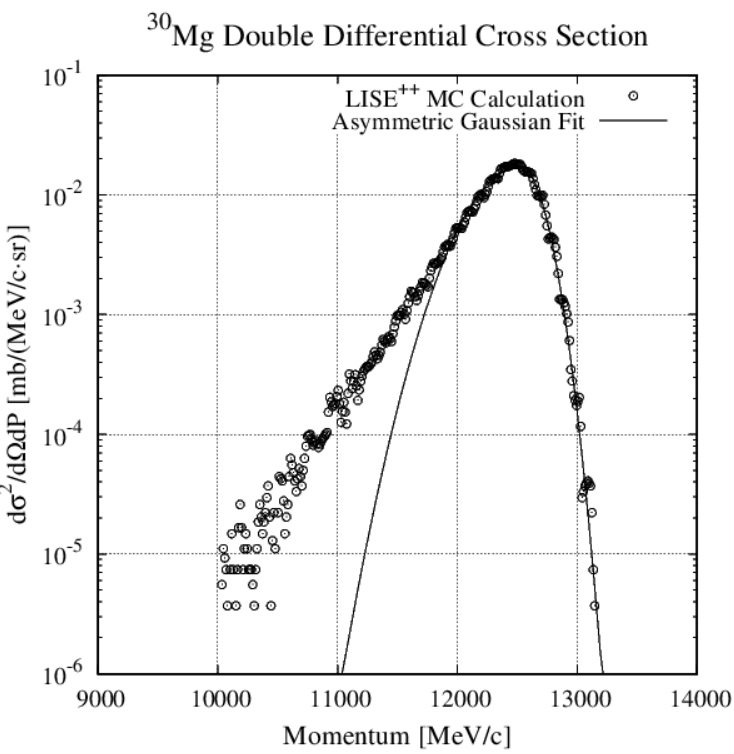 ³⁰Mg Double Differential Cross Section
LISE⁺⁺ MC Calculation
Asymmetric Gaussian Fit
10⁻¹
10⁻²
10⁻³
10⁻⁴
10⁻⁵
10⁻⁶
dσ²/dΩdP [mb/(MeV/c·sr)]
9000 10000 11000 12000 13000 14000
Momentum [MeV/c]